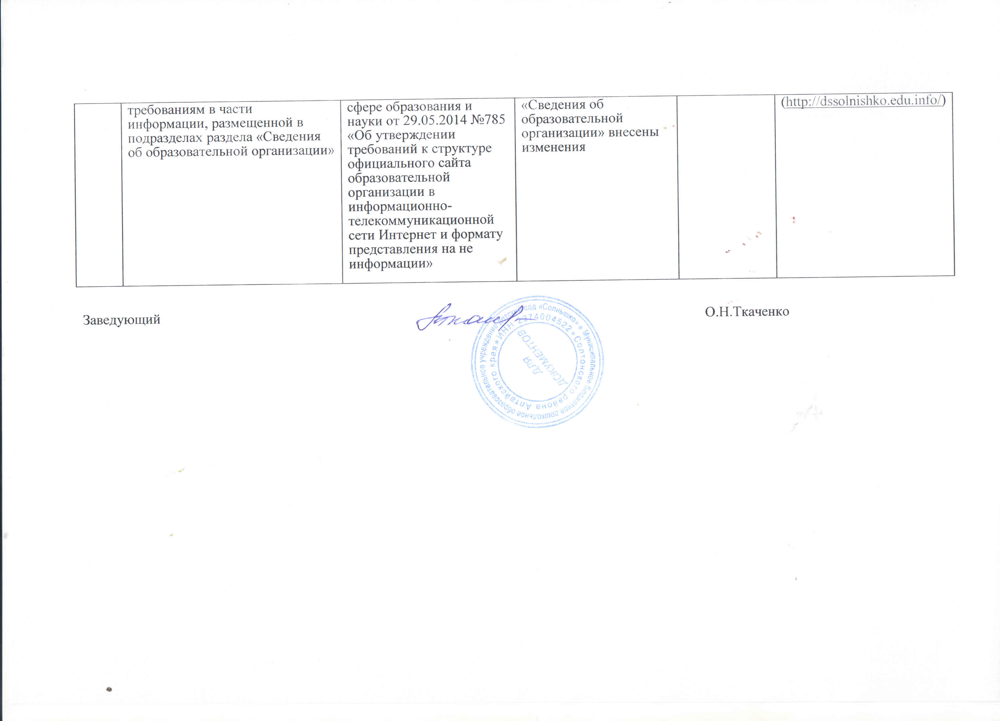 требованиям в части
информации, размещенной в
подразделах раздела «Сведения
об образовательной организации»
сфере образования и
науки от 29.05.2014 №785
«Об утверждении
требований к структуре
официального сайта
образовательной
организации в
информационно-
телекоммуникационной
сети Интернет и формату
представления на не
информации»
«Сведения об
образовательной
организации» внесены
изменения
(http://dssolnishko.edu.info/)
Заведующий
О.Н.Ткаченко
Муниципальное бюджетное дошкольное образовательное учреждение детский сад «Солнышко» *
* Солтонского района Алтайского края * ИНН 2274004522
ДЛЯ
ДОКУМЕНТОВ